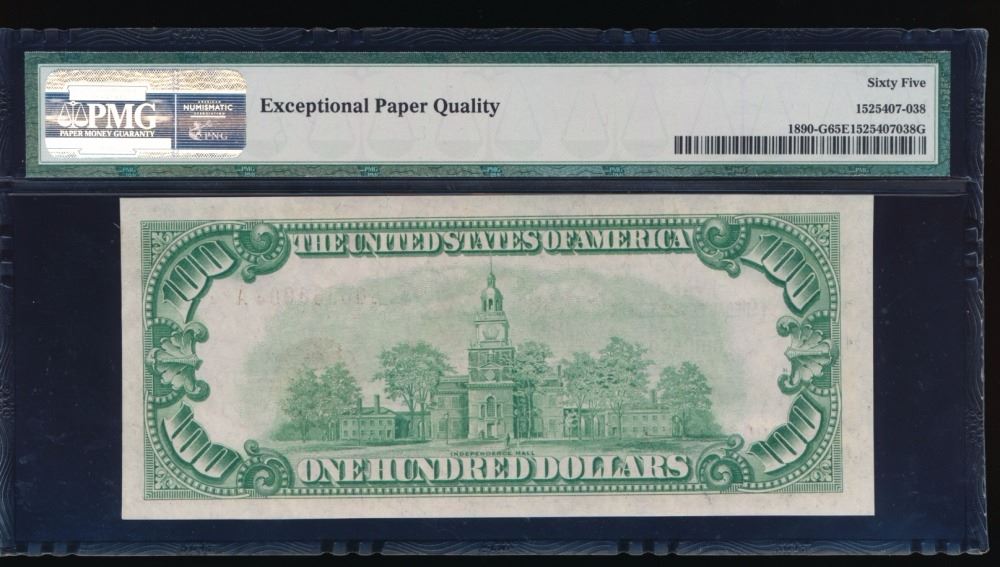 PMG
PAPER MONEY GUARANTY
AMERICAN
NUMISMATIC
ASSOCIATION
PNG
Exceptional Paper Quality
Sixty Five
1525407-038
1890-G65E1525407038G
THE UNITED STATES OF AMERICA
100
100
INDEPENDENCE HALL
100
100
ONE HUNDRED DOLLARS